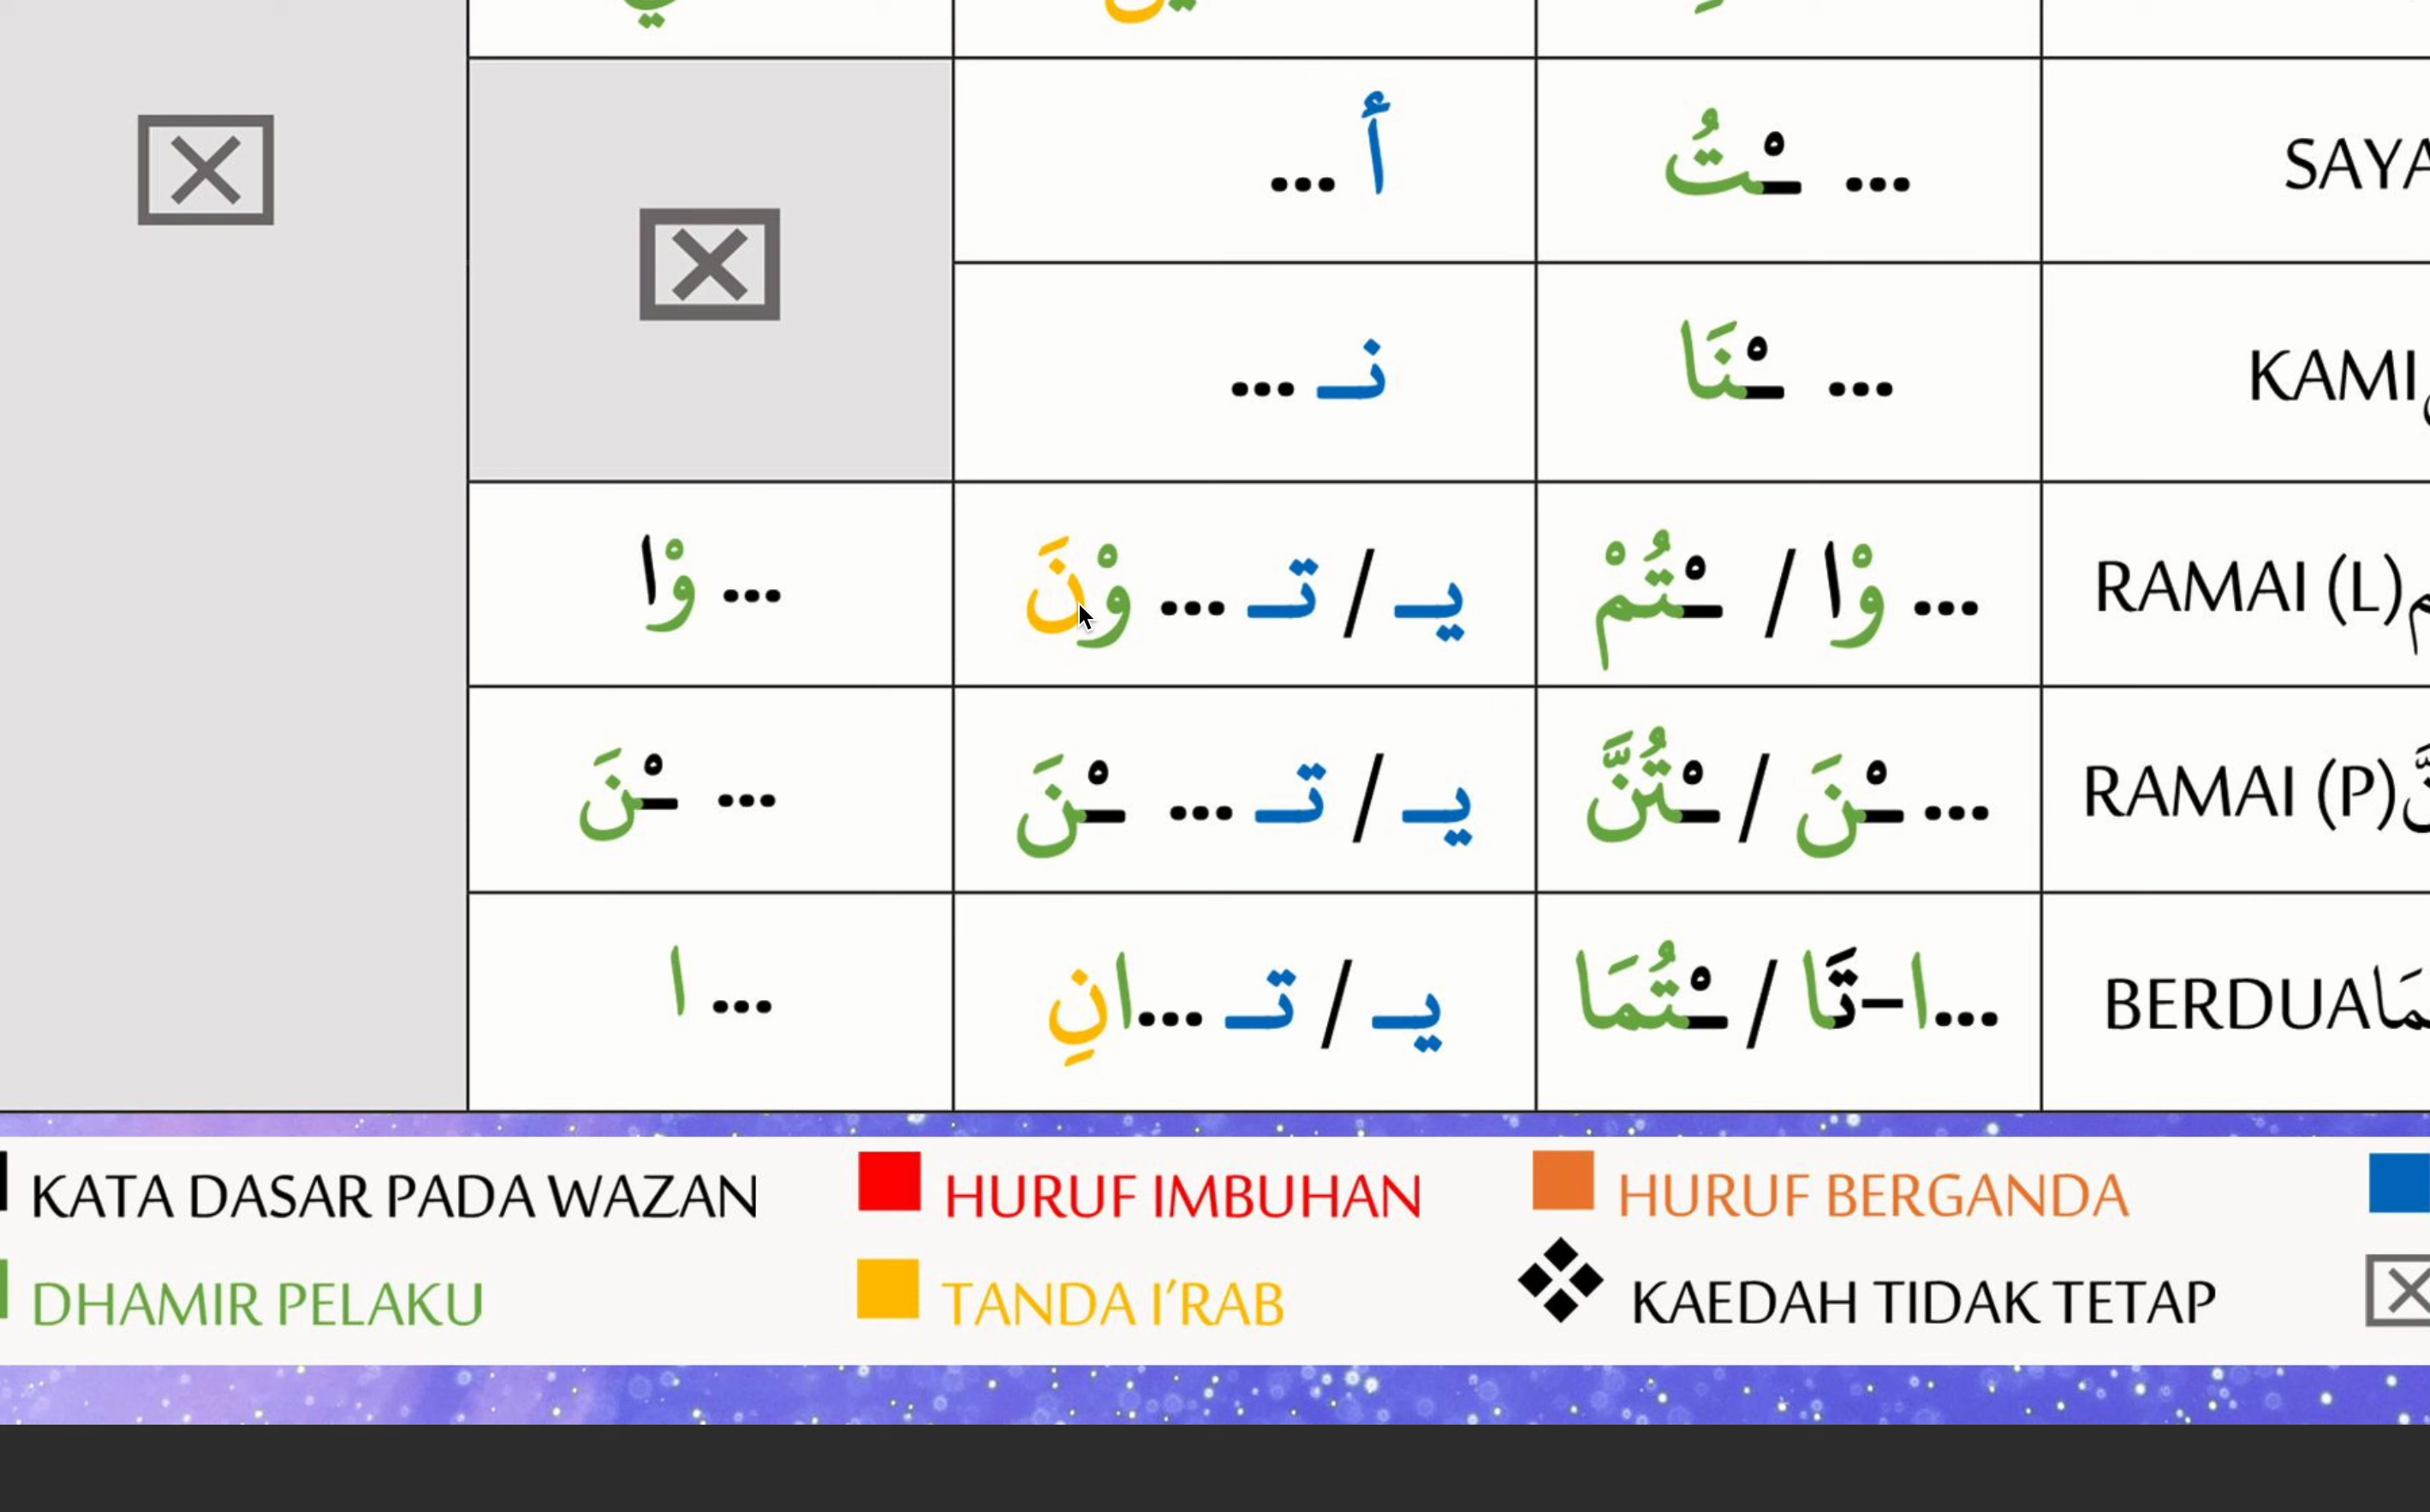 SAYA ... ـْتُ أ ...
KAMI ... ـْنَا نـ ...
RAMAI (L) ... وْا / ـْتُمْ يـ / تـ ... وْنَ ... وْا
RAMAI (P) ... ـْنَ / ـْتُنَّ يـ / تـ ... ـْنَ ... ـْنَ
BERDUA ...ا–تَا / ـْتُمَا يـ / تـ ...انِ ... ا
KATA DASAR PADA WAZAN HURUF IMBUHAN HURUF BERGANDA
DHAMIR PELAKU TANDA I'RAB KAEDAH TIDAK TETAP